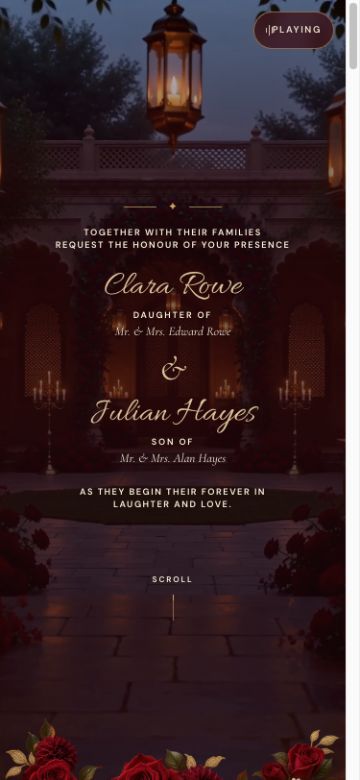 PLAYING
TOGETHER WITH THEIR FAMILIES
REQUEST THE HONOUR OF YOUR PRESENCE
Clara Rowe
DAUGHTER OF
Mr. & Mrs. Edward Rowe
&
Julian Hayes
SON OF
Mr. & Mrs. Alan Hayes
AS THEY BEGIN THEIR FOREVER IN
LAUGHTER AND LOVE.
SCROLL